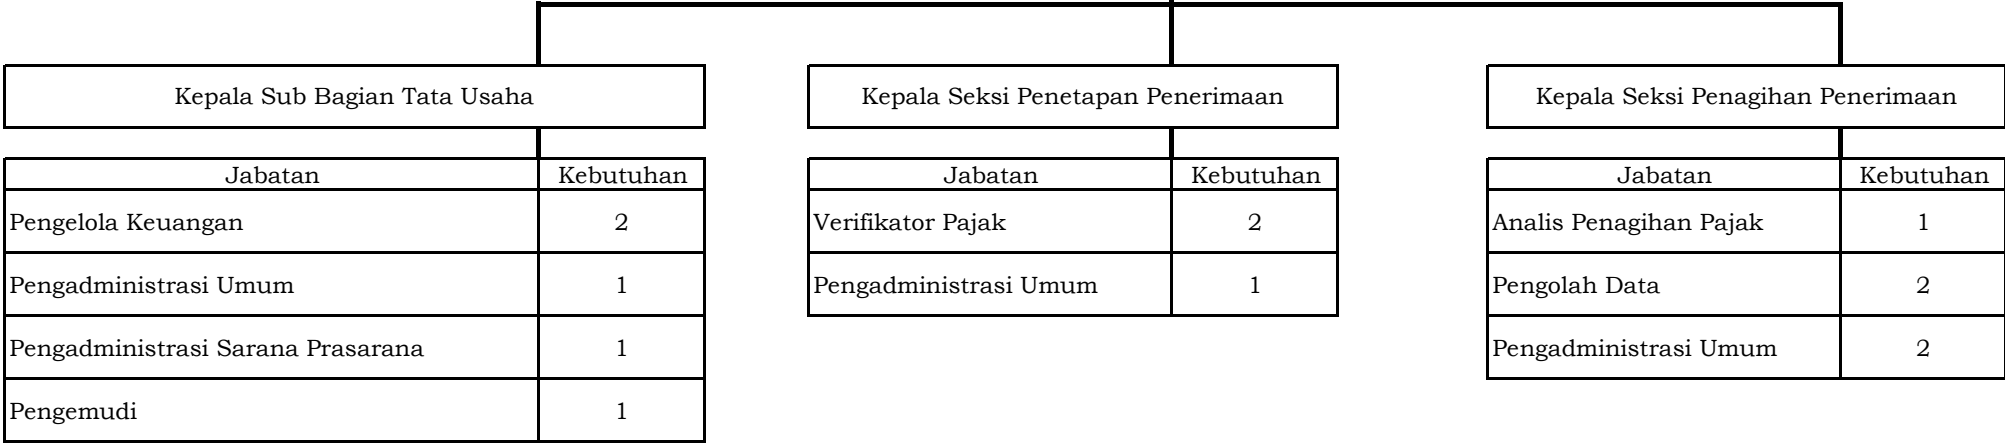 Kepala Sub Bagian Tata Usaha
Jabatan Kebutuhan
Pengelola Keuangan 2
Pengadministrasi Umum 1
Pengadministrasi Sarana Prasarana 1
Pengemudi 1
Kepala Seksi Penetapan Penerimaan
Jabatan Kebutuhan
Verifikator Pajak 2
Pengadministrasi Umum 1
Kepala Seksi Penagihan Penerimaan
Jabatan Kebutuhan
Analis Penagihan Pajak 1
Pengolah Data 2
Pengadministrasi Umum 2